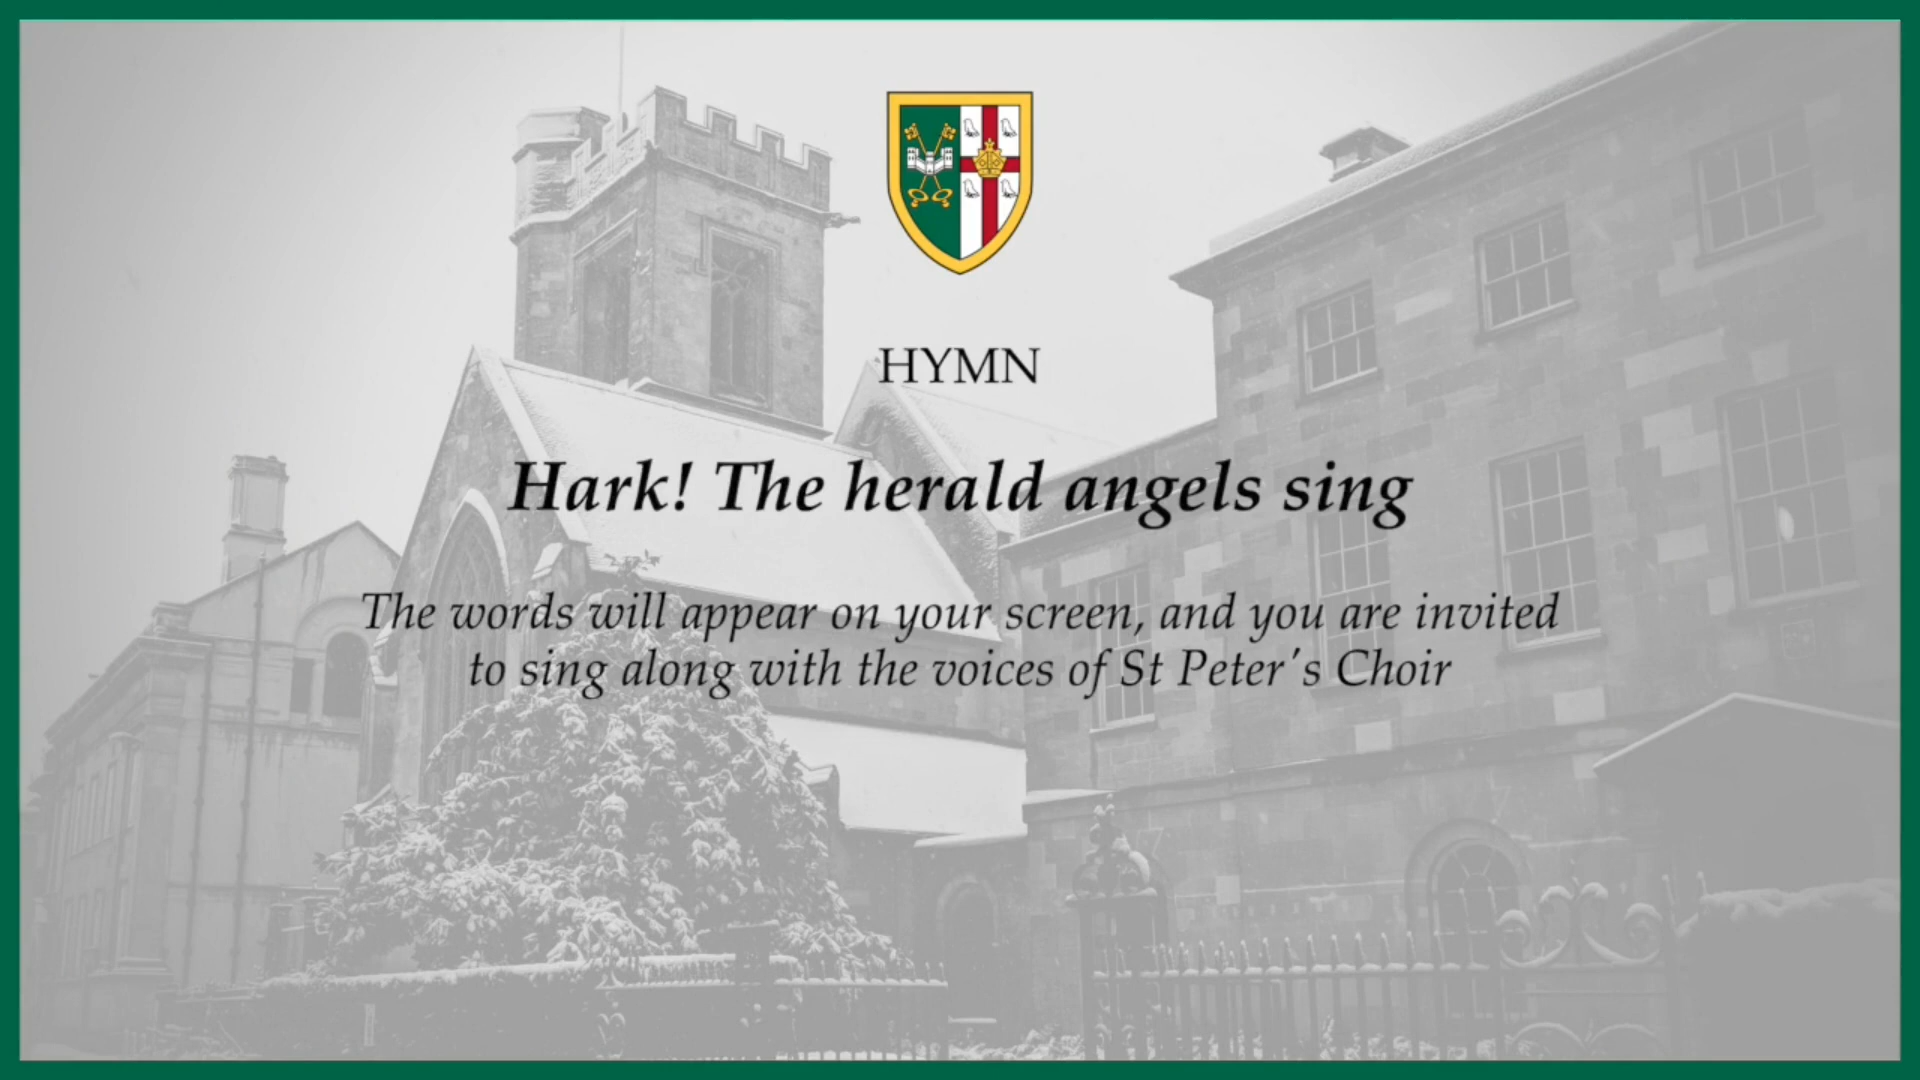 HYMN
Hark! The herald angels sing
The words will appear on your screen, and you are invited
to sing along with the voices of St Peter's Choir